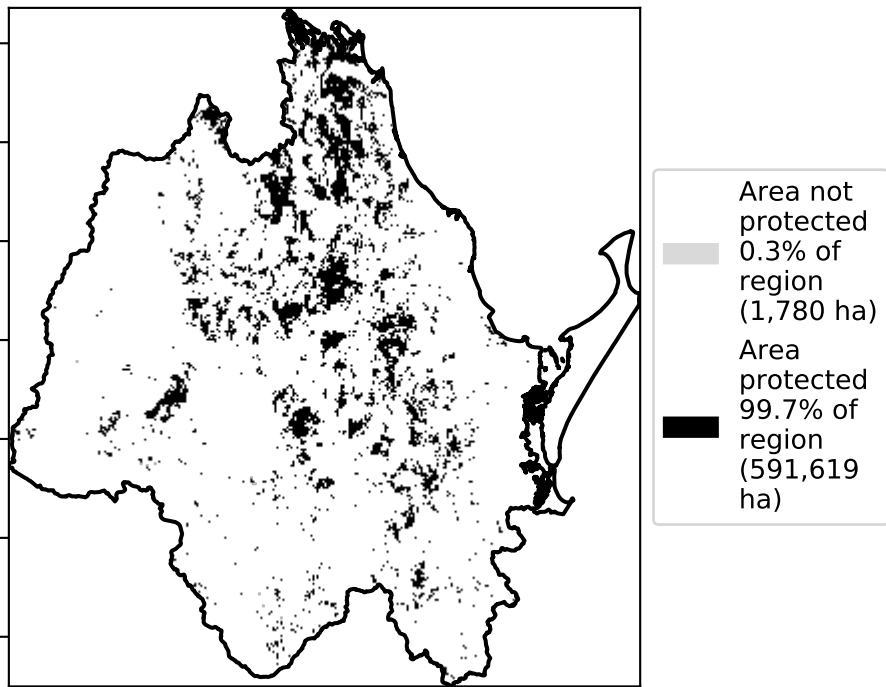 Area not
protected
0.3% of
region
(1,780 ha)
Area
protected
99.7% of
region
(591,619
ha)